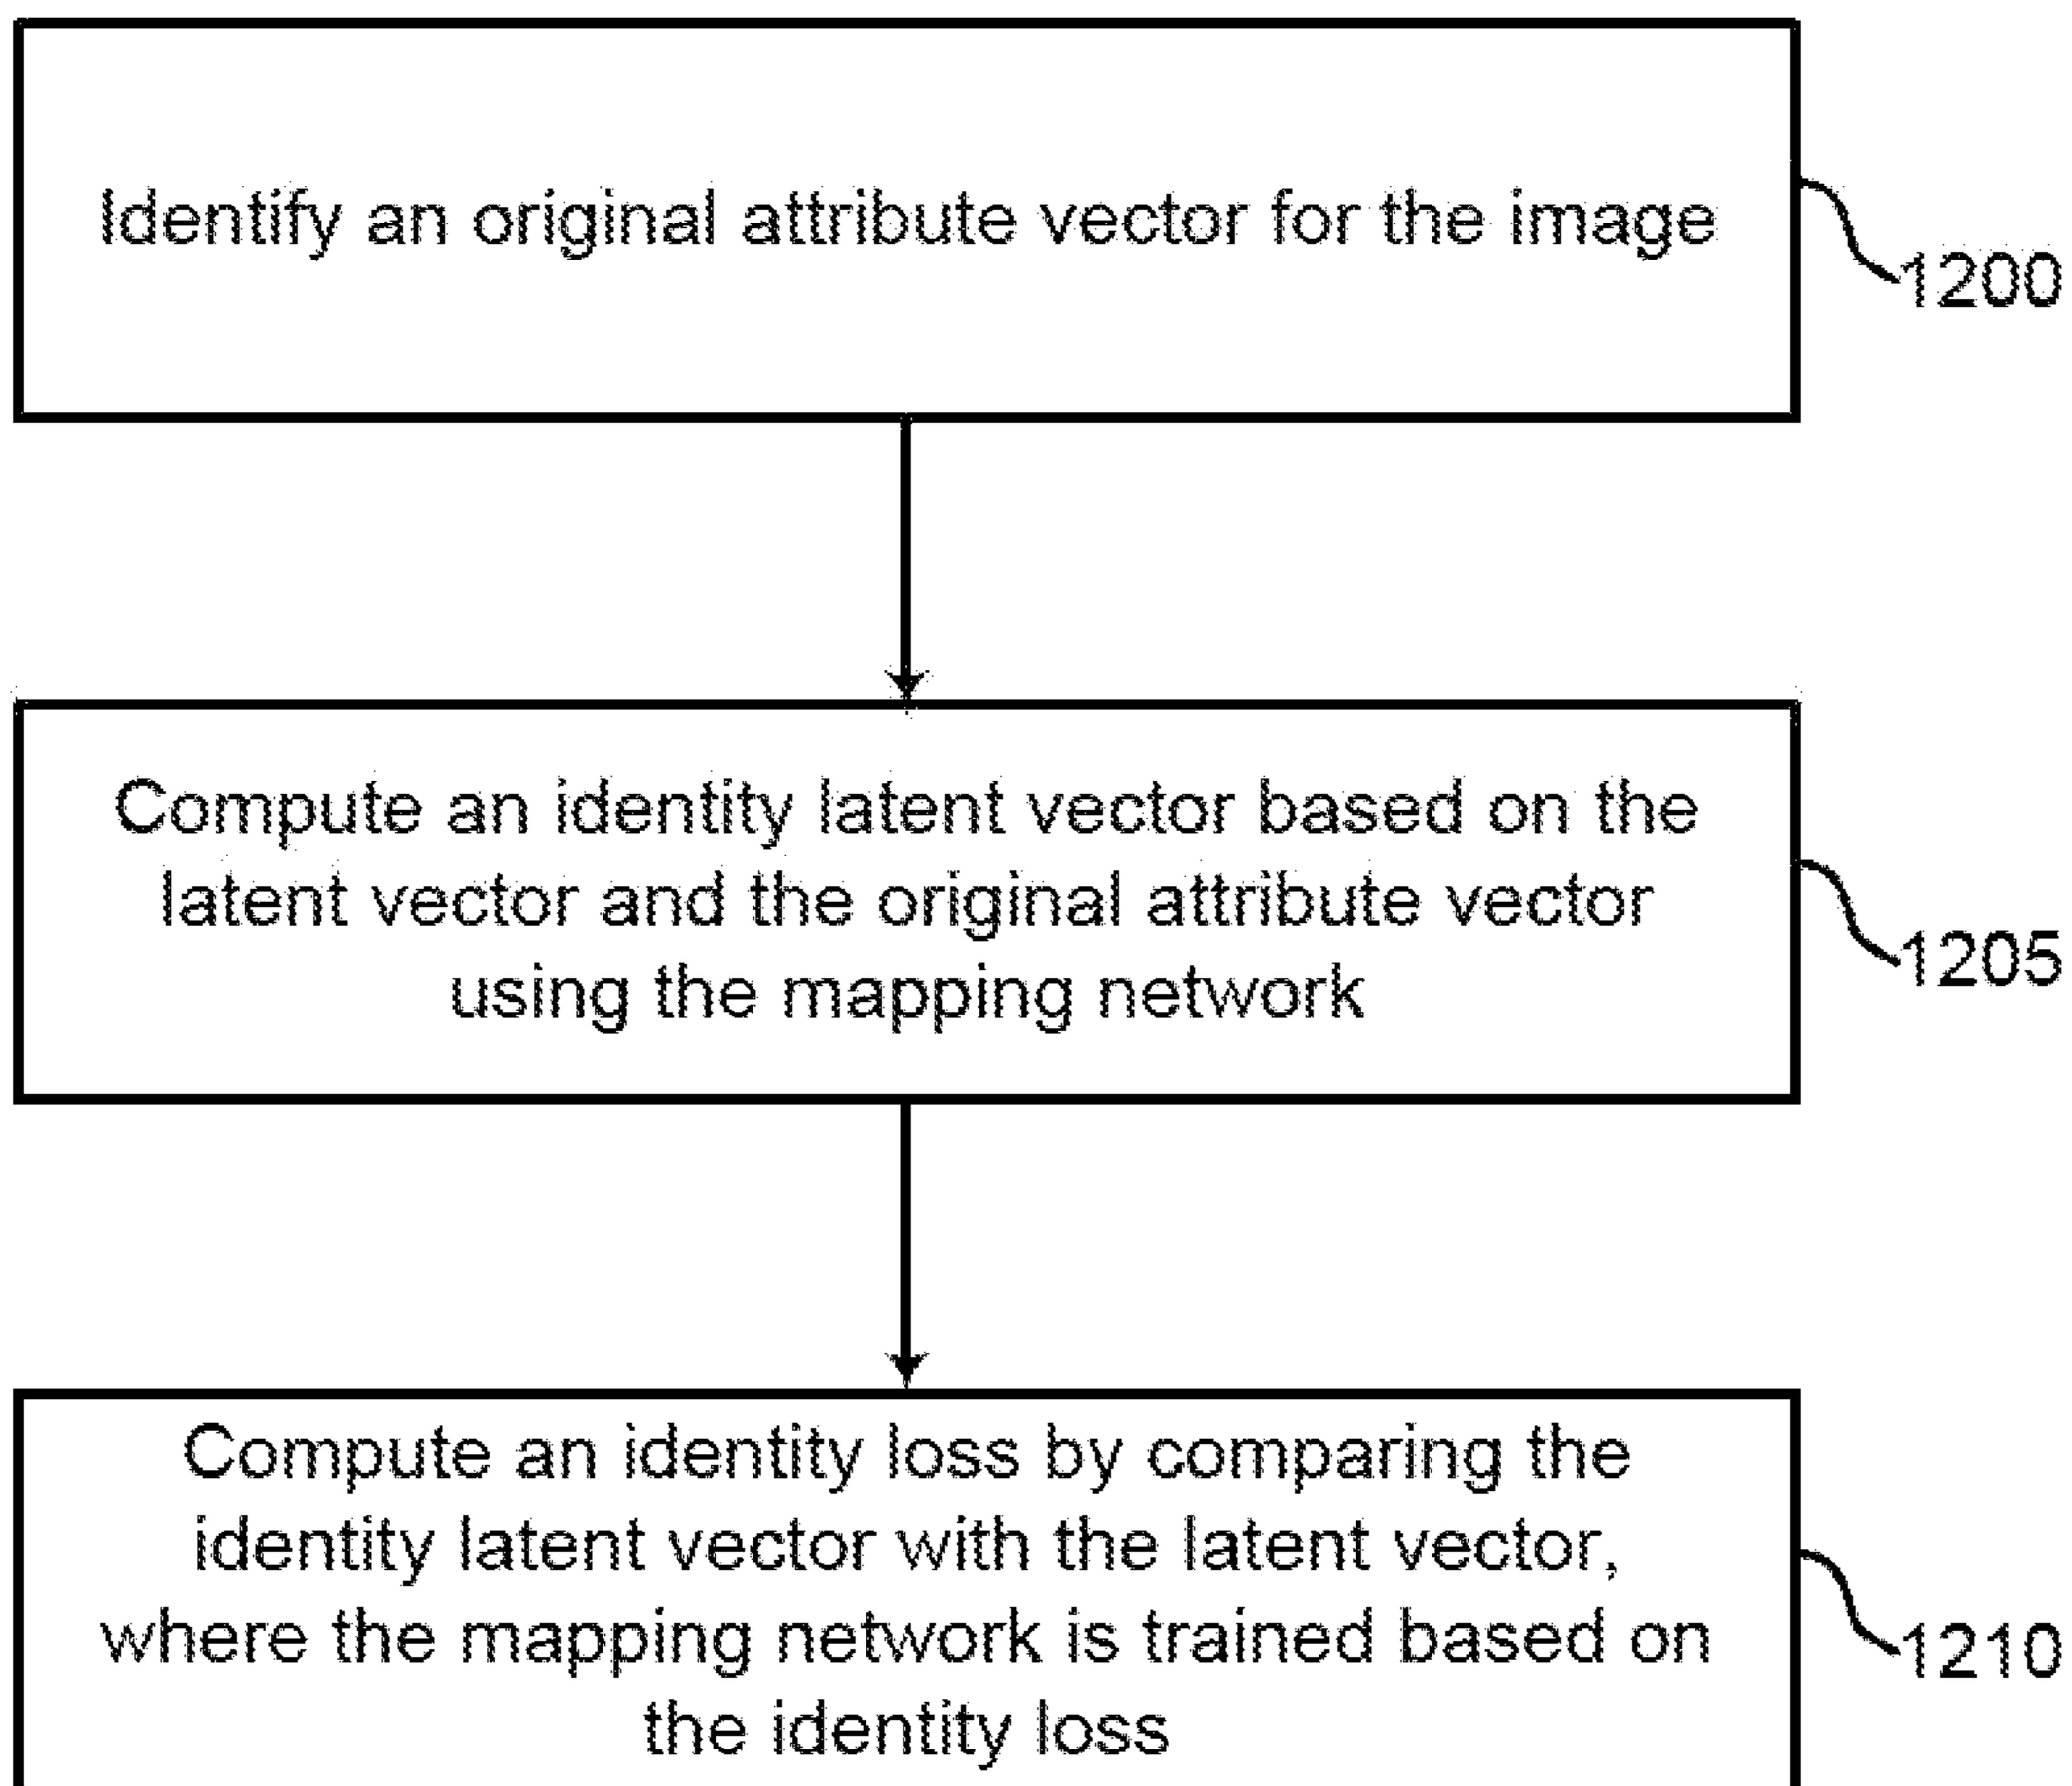 Identify an original attribute vector for the image
1200
Compute an identity latent vector based on the
latent vector and the original attribute vector
using the mapping network
1205
Compute an identity loss by comparing the
identity latent vector with the latent vector,
where the mapping network is trained based on
the identity loss
1210